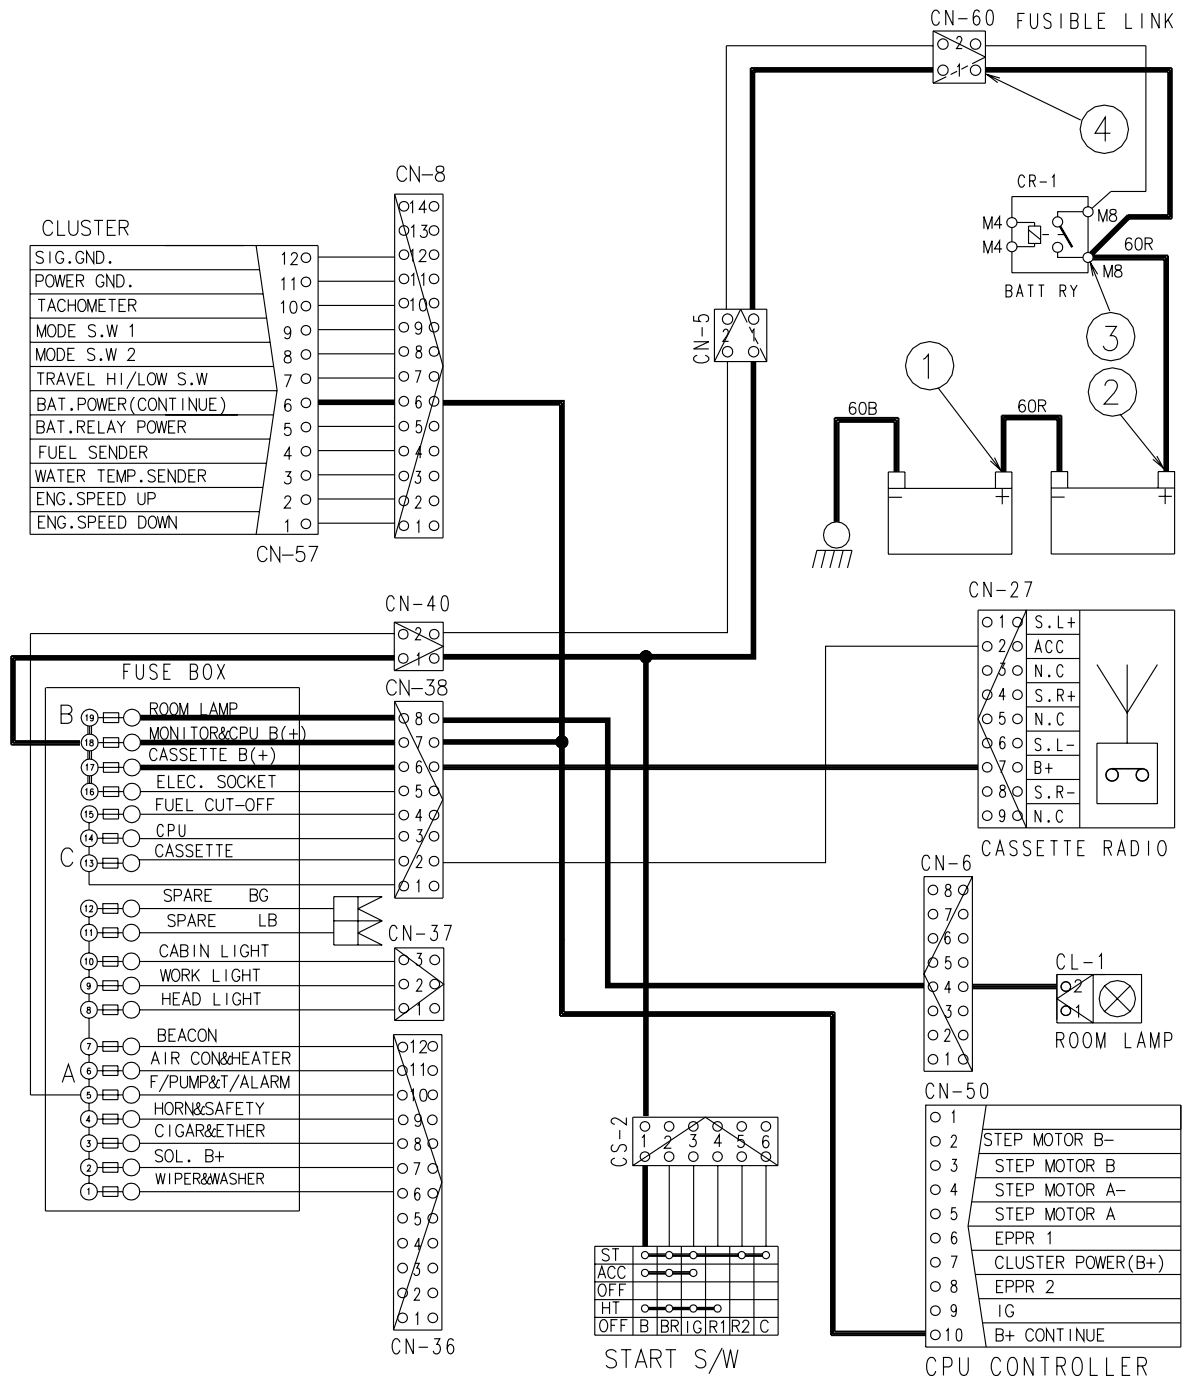 CN-60 FUSIBLE LINK
2
1
4
CR-1
M4 M8
M4
60R
M8
BATT RY
3
CN-8
14
13
12
11
10
9
8
7
6
5
4
3
2
1
CLUSTER
SIG.GND. 12
POWER GND. 11
TACHOMETER 10
MODE S.W 1 9
MODE S.W 2 8
TRAVEL HI/LOW S.W 7
BAT.POWER(CONTINUE) 6
BAT.RELAY POWER 5
FUEL SENDER 4
WATER TEMP.SENDER 3
ENG.SPEED UP 2
ENG.SPEED DOWN 1
CN-57
CN-5
2 1
1
2
60B
60R
- +
- +
CN-40
2
1
FUSE BOX
CN-38
B 19 ROOM LAMP 8
18 MONITOR&CPU B(+) 7
17 CASSETTE B(+) 6
16 ELEC. SOCKET 5
15 FUEL CUT-OFF 4
14 CPU 3
C 13 CASSETTE 2
1
12 SPARE BG
11 SPARE LB
CN-37
10 CABIN LIGHT 3
9 WORK LIGHT 2
8 HEAD LIGHT 1
7 BEACON 12
A 6 AIR CON&HEATER 11
5 F/PUMP&T/ALARM 10
4 HORN&SAFETY 9
3 CIGAR&ETHER 8
2 SOL. B+ 7
1 WIPER&WASHER 6
5
4
3
2
1
CN-36
CN-27
1 S.L+
2 ACC
3 N.C
4 S.R+
5 N.C
6 S.L-
7 B+
8 S.R-
9 N.C
CASSETTE RADIO
CN-6
8
7
6
5
4
3
2
1
CL-1
2
1
ROOM LAMP
CS-2
1 2 3 4 5 6
ST
ACC
OFF
HT
OFF B BR IG R1 R2 C
START S/W
CN-50
1
2 STEP MOTOR B-
3 STEP MOTOR B
4 STEP MOTOR A-
5 STEP MOTOR A
6 EPPR 1
7 CLUSTER POWER(B+)
8 EPPR 2
9 IG
10 B+ CONTINUE
CPU CONTROLLER